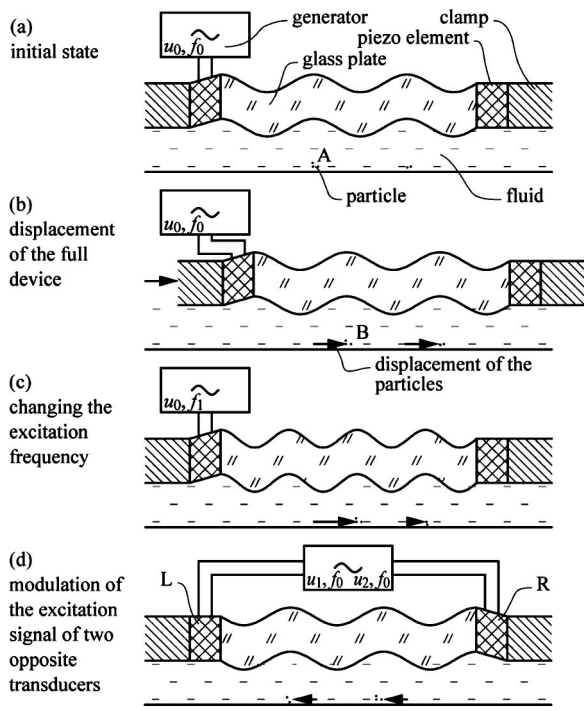 (a)
initial state
generator
u₀, f₀
glass plate
clamp
piezo element
A
particle
fluid
(b)
displacement
of the full
device
u₀, f₀
B
displacement of the
particles
(c)
changing the
excitation
frequency
u₀, f₁
(d)
modulation of
the excitation
signal of two
opposite
transducers
L
u₁, f₀ u₂, f₀
R